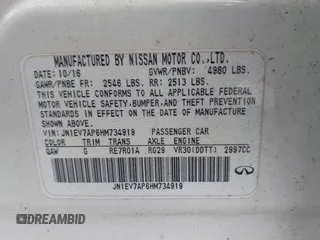 MANUFACTURED BY NISSAN MOTOR CO.,LTD.
DATE: 10/16 GVWR/PNBV: 4980 LBS.
GAWR/PNBE FR: 2546 LBS. RR: 2513 LBS.
THIS VEHICLE CONFORMS TO ALL APPLICABLE FEDERAL
MOTOR VEHICLE SAFETY, BUMPER, AND THEFT PREVENTION
STANDARDS IN EFFECT ON THE DATE OF MANUFACTURE
SHOWN ABOVE.
VIN: JN1EV7AP6HM734919 PASSENGER CAR
COLOR TRIM TRANS AXLE ENGINE
QAW G RE7R01A RG29 VR30(DDTT) 2997CC
JN1EV7AP6HM734919
INFINITI
DREAMBID